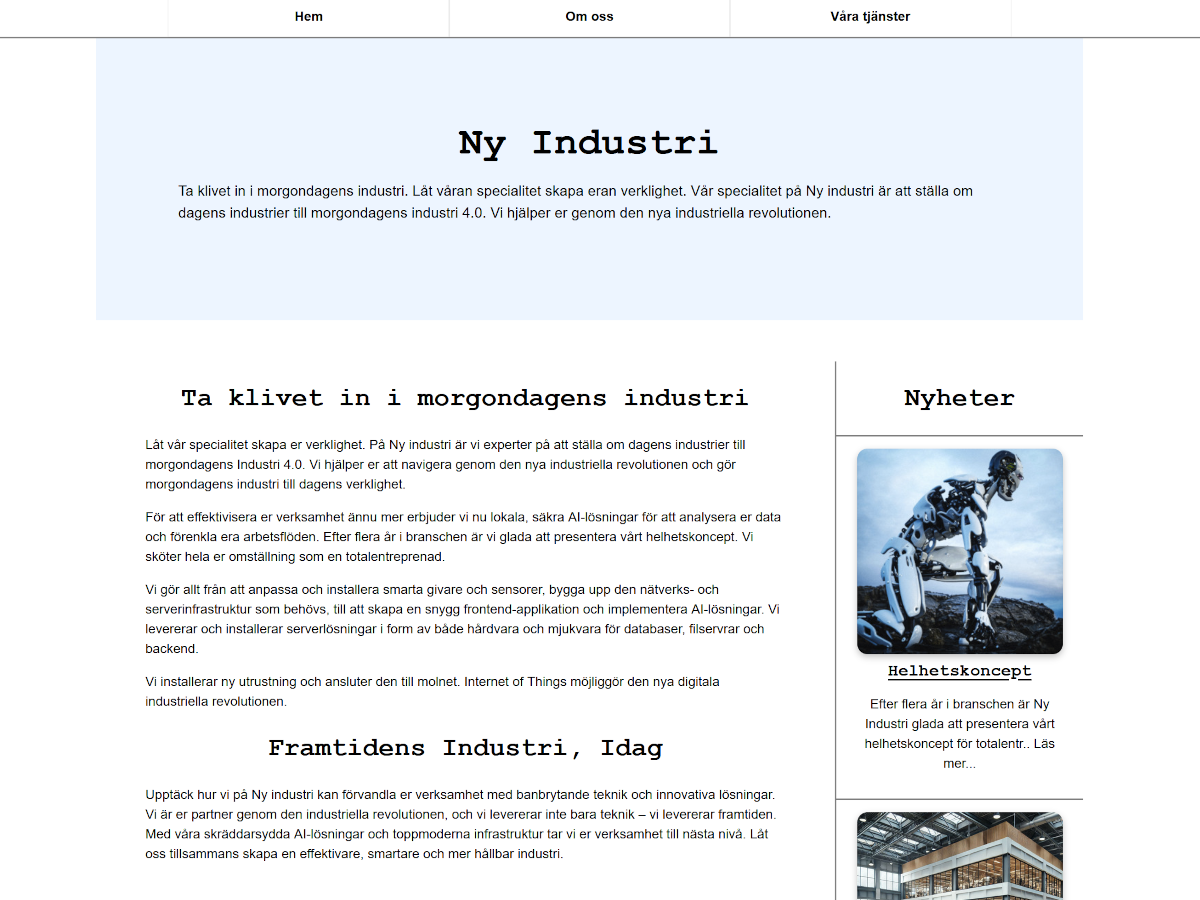 Hem
Om oss
Våra tjänster
Ny Industri
Ta klivet in i morgondagens industri. Låt våran specialitet skapa eran verklighet. Vår specialitet på Ny industri är att ställa om
dagens industrier till morgondagens industri 4.0. Vi hjälper er genom den nya industriella revolutionen.
Ta klivet in i morgondagens industri
Låt vår specialitet skapa er verklighet. På Ny industri är vi experter på att ställa om dagens industrier till
morgondagens Industri 4.0. Vi hjälper er att navigera genom den nya industriella revolutionen och gör
morgondagens industri till dagens verklighet.
För att effektivisera er verksamhet ännu mer erbjuder vi nu lokala, säkra AI-lösningar för att analysera er data
och förenkla era arbetsflöden. Efter flera år i branschen är vi glada att presentera vårt helhetskoncept. Vi
sköter hela er omställning som en totalentreprenad.
Vi gör allt från att anpassa och installera smarta givare och sensorer, bygga upp den nätverks- och
serverinfrastruktur som behövs, till att skapa en snygg frontend-applikation och implementera AI-lösningar. Vi
levererar och installerar serverlösningar i form av både hårdvara och mjukvara för databaser, filservrar och
backend.
Vi installerar ny utrustning och ansluter den till molnet. Internet of Things möjliggör den nya digitala
industriella revolutionen.
Framtidens Industri, Idag
Upptäck hur vi på Ny industri kan förvandla er verksamhet med banbrytande teknik och innovativa lösningar.
Vi är er partner genom den industriella revolutionen, och vi levererar inte bara teknik – vi levererar framtiden.
Med våra skräddarsydda AI-lösningar och toppmoderna infrastruktur tar vi er verksamhet till nästa nivå. Låt
oss tillsammans skapa en effektivare, smartare och mer hållbar industri.
Nyheter
Helhetskoncept
Efter flera år i branschen är Ny
Industri glada att presentera vårt
helhetskoncept för totalentr.. Läs
mer...